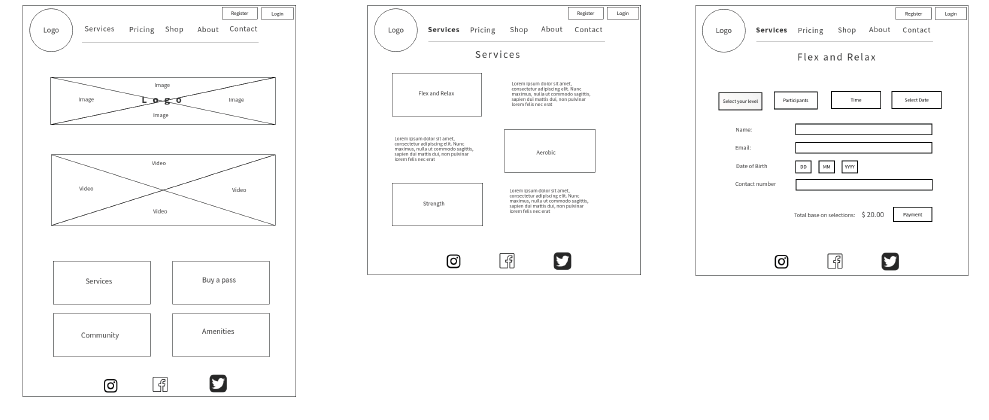 Register Login
Logo
Services Pricing Shop About Contact
Image
Image Logo Image
Image
Video
Video Video
Video
Services Buy a pass
Community Amenities
Register Login
Logo
Services Pricing Shop About Contact
Services
Flex and Relax
Lorem ipsum dolor sit amet,
consectetur adipiscing elit. Nunc
maximus, nulla ut commodo sagittis,
sapien dui mattis dui, non pulvinar
lorem felis nec erat
Lorem ipsum dolor sit amet,
consectetur adipiscing elit. Nunc
maximus, nulla ut commodo sagittis,
sapien dui mattis dui, non pulvinar
lorem felis nec erat
Aerobic
Strength
Lorem ipsum dolor sit amet,
consectetur adipiscing elit. Nunc
maximus, nulla ut commodo sagittis,
sapien dui mattis dui, non pulvinar
lorem felis nec erat
Register Login
Logo
Services Pricing Shop About Contact
Flex and Relax
Select your level Participants Time Select Date
Name:
Email:
Date of Birth DD MM YYYY
Contact number
Total base on selections: $ 20.00 Payment